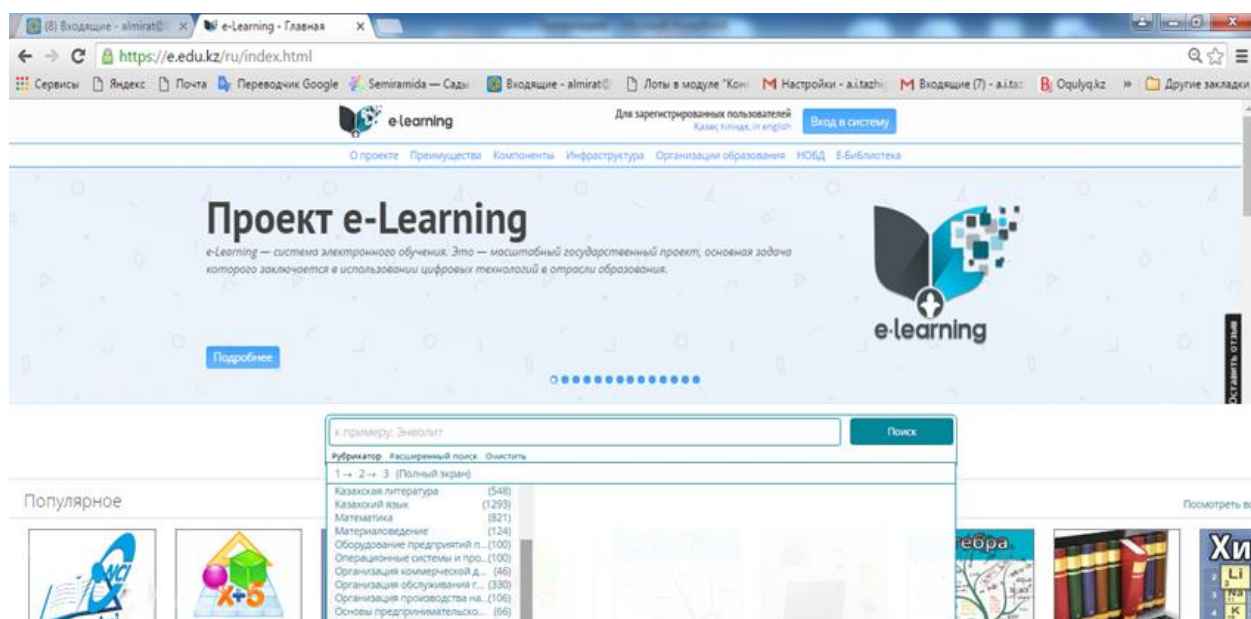 (8) Входящие - almirat@
e-Learning - Главная
https://e.edu.kz/ru/index.html
Сервисы Яндекс Почта Переводчик Google Semiramida — Сады Входящие - almirat@ Лоты в модуле "Кон Настройки - a.i.tazhi Входящие (7) - a.i.taz Oqulyq.kz » Другие закладки
e·learning
Для зарегистрированных пользователей
Қазақ тілінде, in english
Вход в систему
О проекте Преимущества Компоненты Инфраструктура Организации образования НОБД Е-Библиотека
Проект e-Learning
e-Learning — система электронного обучения. Это — масштабный государственный проект, основная задача
которого заключается в использовании цифровых технологий в отрасли образования.
e·learning
Подробнее
Оставить отзыв
к примеру: Энеолит
Поиск
Рубрикатор Расширенный поиск Очистить
1→ 2→ 3 (Полный экран)
Популярное
Посмотреть вс
Казахская литература (548)
Казахский язык (1293)
Математика (821)
Материаловедение (124)
Оборудование предприятий п...(100)
Операционные системы и про...(100)
Организация коммерческой д... (46)
Организация обслуживания г... (330)
Организация производства на...(106)
Основы предпринимательско... (66)
x+5
ебра
Хи
Li
Na
K